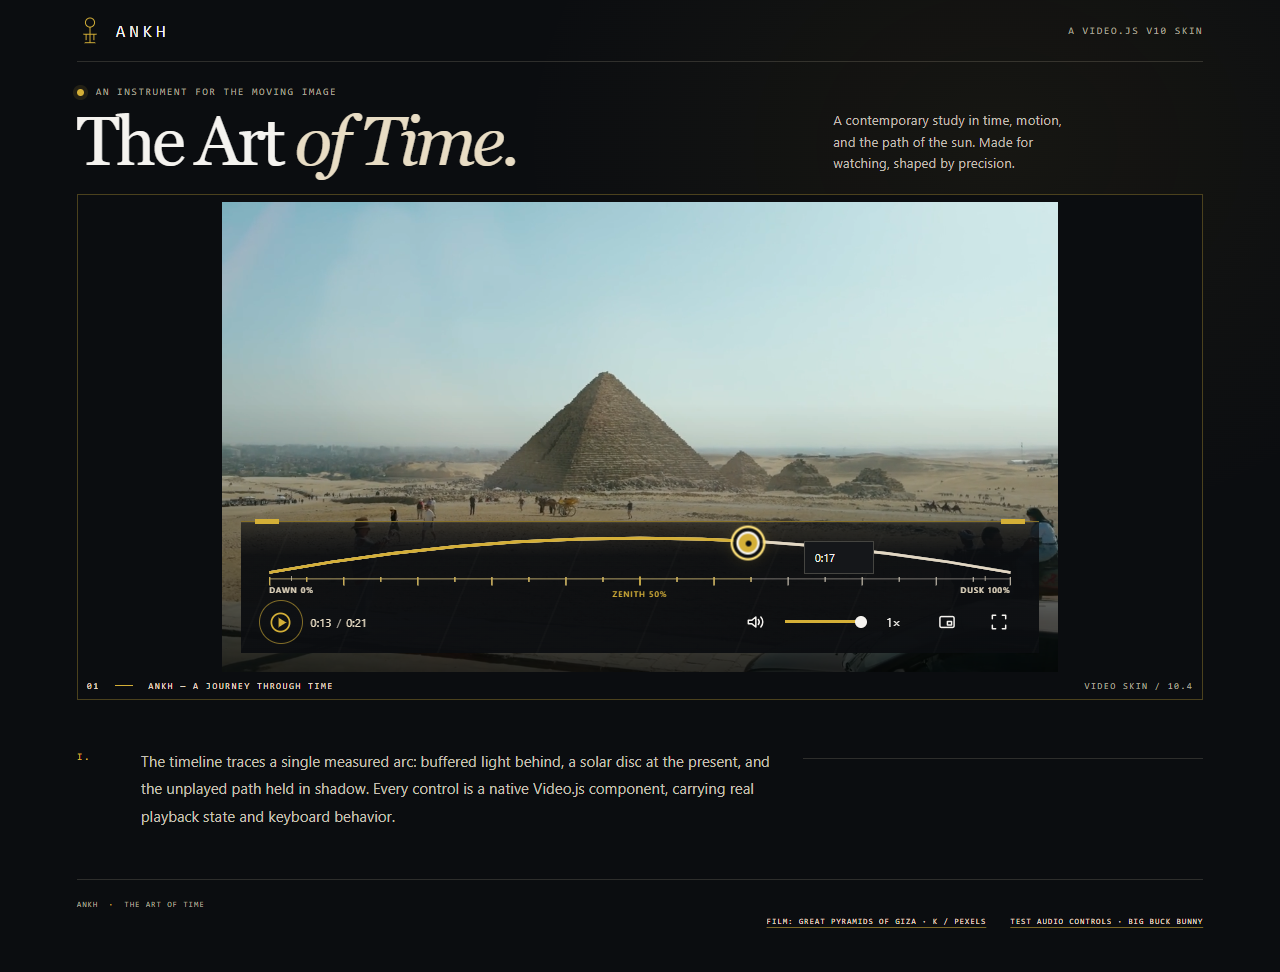 ANKH
A VIDEO.JS V10 SKIN
AN INSTRUMENT FOR THE MOVING IMAGE
The Art of Time.
A contemporary study in time, motion,
and the path of the sun. Made for
watching, shaped by precision.
0:17
DAWN 0%
ZENITH 50%
DUSK 100%
0:13 / 0:21
1×
01 — ANKH — A JOURNEY THROUGH TIME
VIDEO SKIN / 10.4
I.
The timeline traces a single measured arc: buffered light behind, a solar disc at the present, and
the unplayed path held in shadow. Every control is a native Video.js component, carrying real
playback state and keyboard behavior.
ANKH · THE ART OF TIME
FILM: GREAT PYRAMIDS OF GIZA · K / PEXELS
TEST AUDIO CONTROLS · BIG BUCK BUNNY